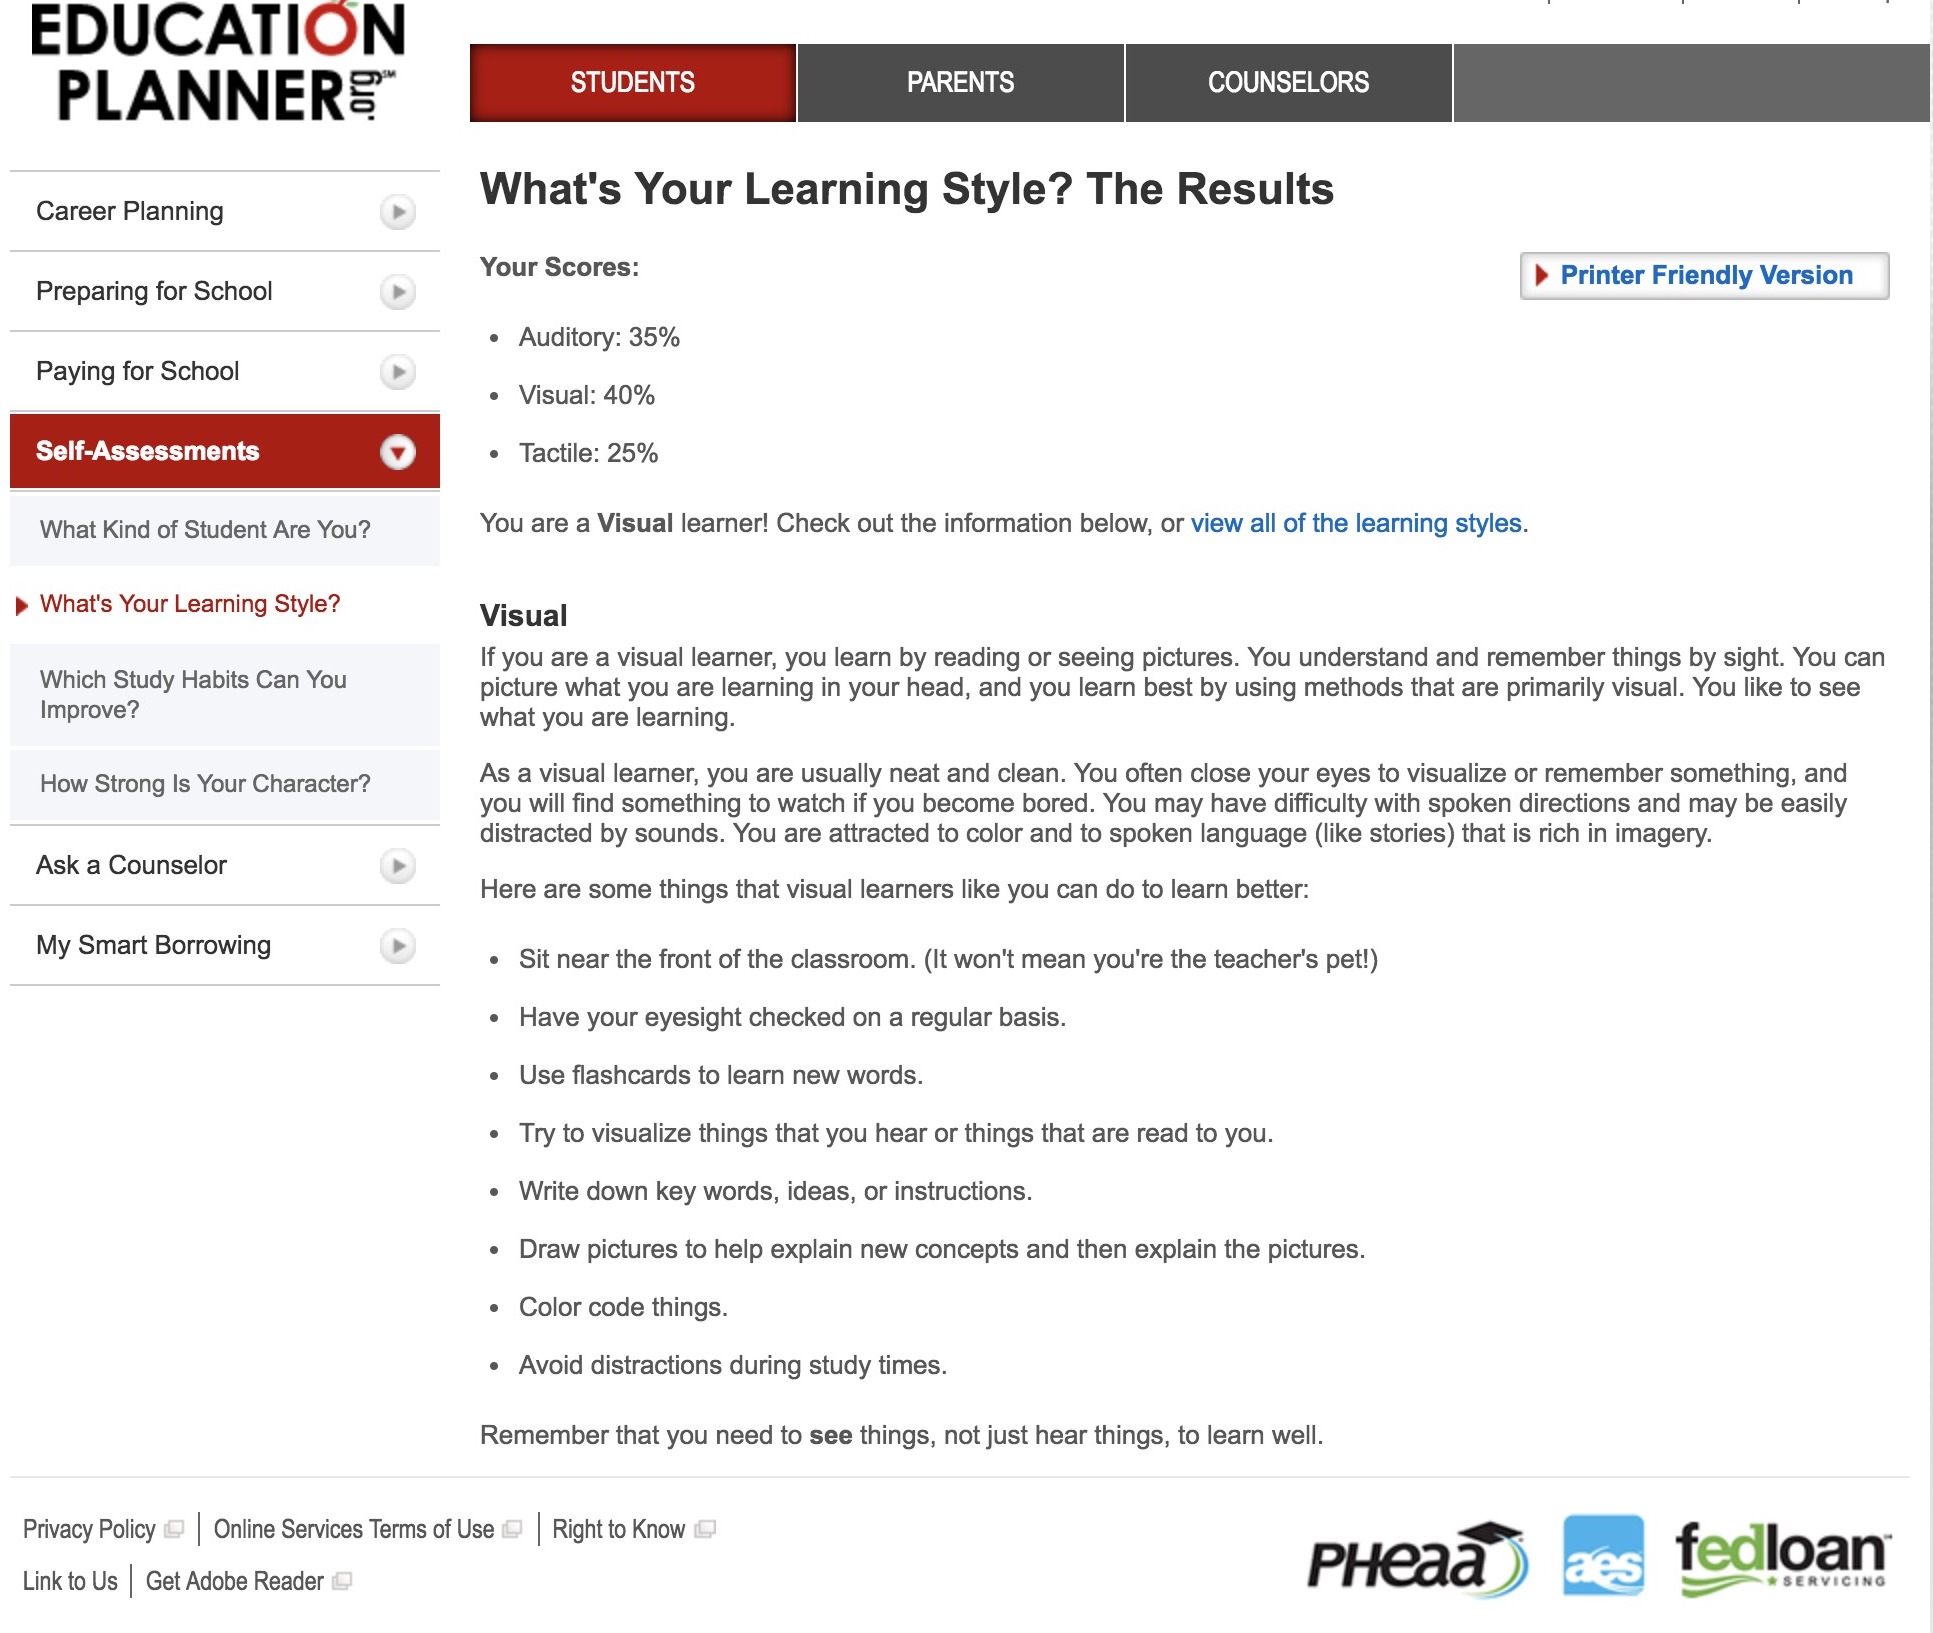 EDUCATION
PLANNER.org℠
STUDENTS
PARENTS
COUNSELORS
Career Planning
Preparing for School
Paying for School
Self-Assessments
What Kind of Student Are You?
What's Your Learning Style?
Which Study Habits Can You
Improve?
How Strong Is Your Character?
Ask a Counselor
My Smart Borrowing
What's Your Learning Style? The Results
Your Scores:
Printer Friendly Version
• Auditory: 35%
• Visual: 40%
• Tactile: 25%
You are a Visual learner! Check out the information below, or view all of the learning styles.
Visual
If you are a visual learner, you learn by reading or seeing pictures. You understand and remember things by sight. You can
picture what you are learning in your head, and you learn best by using methods that are primarily visual. You like to see
what you are learning.
As a visual learner, you are usually neat and clean. You often close your eyes to visualize or remember something, and
you will find something to watch if you become bored. You may have difficulty with spoken directions and may be easily
distracted by sounds. You are attracted to color and to spoken language (like stories) that is rich in imagery.
Here are some things that visual learners like you can do to learn better:
• Sit near the front of the classroom. (It won't mean you're the teacher's pet!)
• Have your eyesight checked on a regular basis.
• Use flashcards to learn new words.
• Try to visualize things that you hear or things that are read to you.
• Write down key words, ideas, or instructions.
• Draw pictures to help explain new concepts and then explain the pictures.
• Color code things.
• Avoid distractions during study times.
Remember that you need to see things, not just hear things, to learn well.
Privacy Policy | Online Services Terms of Use | Right to Know
Link to Us | Get Adobe Reader
PHEAA
aes
fedloan
SERVICING